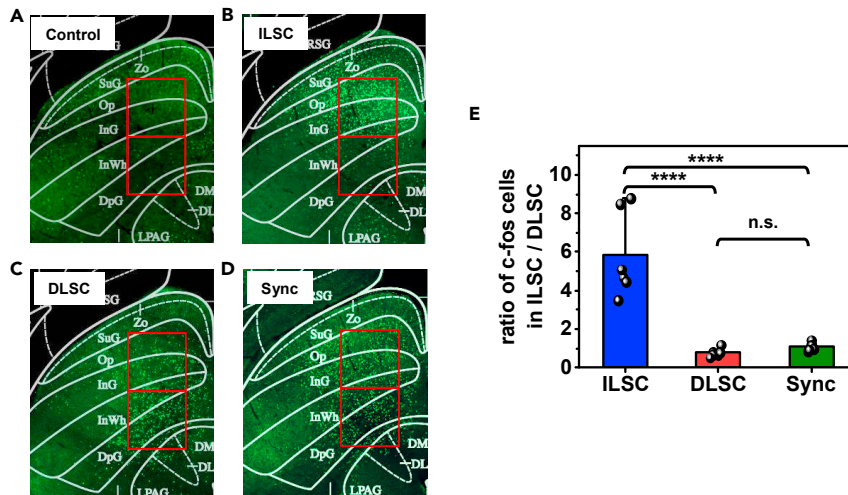 A
Control
SG
Zo
SuG
Op
InG
InWh
DpG
DM
DL
LPAG
B
ILSC
RSG
Zo
SuG
Op
InG
InWh
DpG
DM
DL
LPAG
C
DLSC
SG
Zo
SuG
Op
InG
InWh
DpG
DM
DL
LPAG
D
Sync
RSG
Zo
SuG
Op
InG
InWh
DpG
DM
DL
LPAG
E
ratio of c-fos cells
in ILSC / DLSC
10
8
6
4
2
0
****
****
n.s.
ILSC
DLSC
Sync